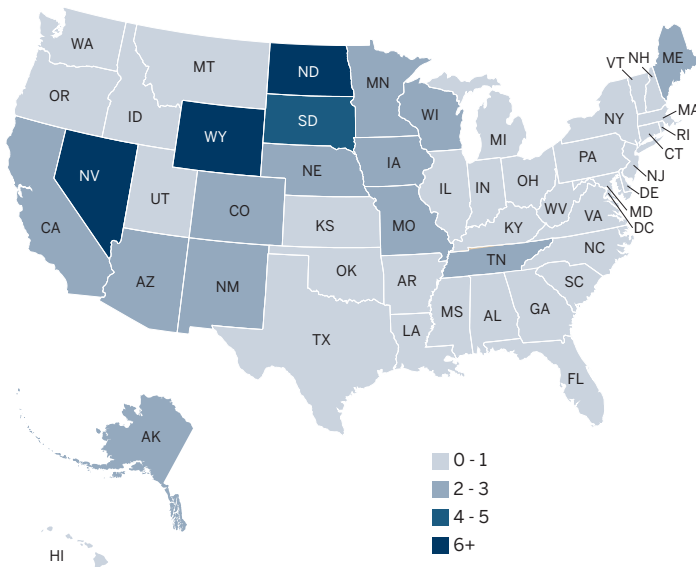 WA
MT
ND
MN
VT
NH
ME
OR
ID
SD
WI
NY
MA
WY
MI
RI
CT
NV
UT
NE
IA
PA
NJ
CO
IL
IN
OH
DE
MD
DC
CA
KS
MO
WV
VA
KY
NC
AZ
NM
OK
AR
TN
SC
TX
LA
MS
AL
GA
FL
AK
HI
0 - 1
2 - 3
4 - 5
6+